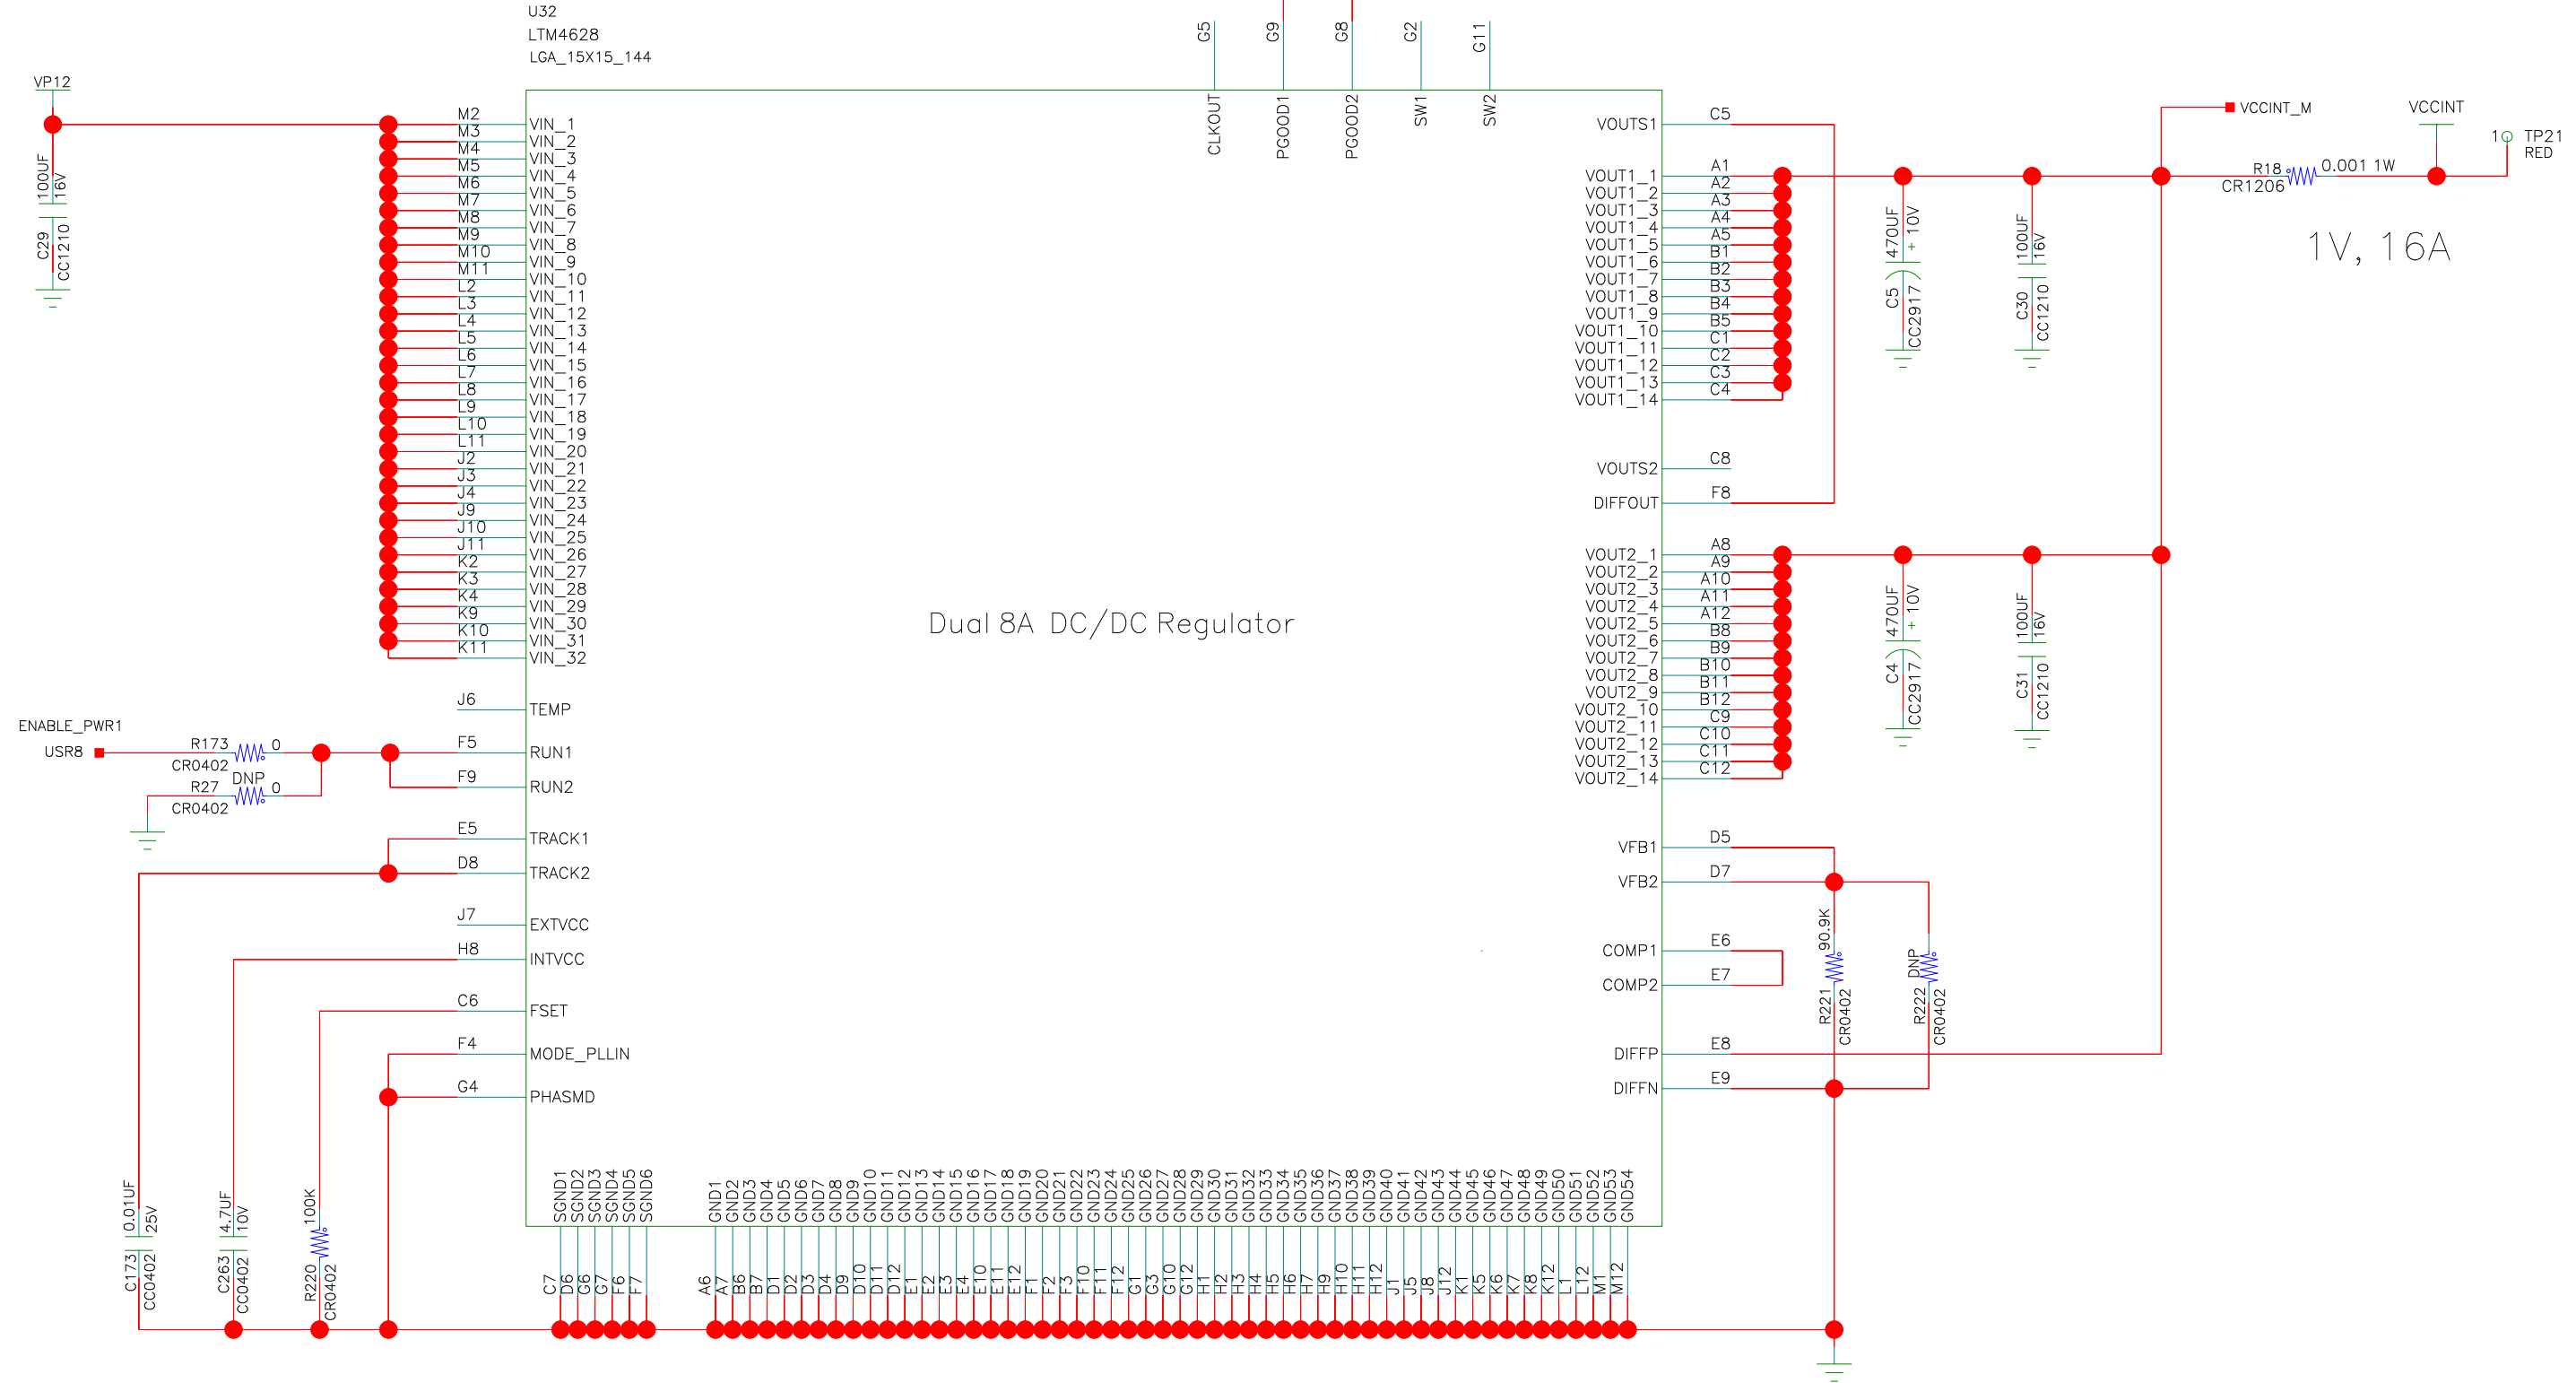 U32
LTM4628
LGA_15X15_144
G5
G9
G8
G2
G11
CLKOUT
PGOOD1
PGOOD2
SW1
SW2
VP12
100UF
16V
C29
CC1210
M2 VIN_1
M3 VIN_2
M4 VIN_3
M5 VIN_4
M6 VIN_5
M7 VIN_6
M8 VIN_7
M9 VIN_8
M10 VIN_9
M11 VIN_10
L2 VIN_11
L3 VIN_12
L4 VIN_13
L5 VIN_14
L6 VIN_15
L7 VIN_16
L8 VIN_17
L9 VIN_18
L10 VIN_19
L11 VIN_20
J2 VIN_21
J3 VIN_22
J4 VIN_23
J9 VIN_24
J10 VIN_25
J11 VIN_26
K2 VIN_27
K3 VIN_28
K4 VIN_29
K9 VIN_30
K10 VIN_31
K11 VIN_32
J6 TEMP
ENABLE_PWR1
USR8
R173 0
CR0402
DNP
R27 0
CR0402
F5 RUN1
F9 RUN2
E5 TRACK1
D8 TRACK2
J7 EXTVCC
H8 INTVCC
C6 FSET
F4 MODE_PLLIN
G4 PHASMD
C173 0.01UF
25V
CC0402
C263 4.7UF
10V
CC0402
R220 100K
CR0402
Dual 8A DC/DC Regulator
VOUTS1 C5
VOUT1_1 A1
VOUT1_2 A2
VOUT1_3 A3
VOUT1_4 A4
VOUT1_5 A5
VOUT1_6 B1
VOUT1_7 B2
VOUT1_8 B3
VOUT1_9 B4
VOUT1_10 B5
VOUT1_11 C1
VOUT1_12 C2
VOUT1_13 C3
VOUT1_14 C4
VOUTS2 C8
DIFFOUT F8
VOUT2_1 A8
VOUT2_2 A9
VOUT2_3 A10
VOUT2_4 A11
VOUT2_5 A12
VOUT2_6 B8
VOUT2_7 B9
VOUT2_8 B10
VOUT2_9 B11
VOUT2_10 B12
VOUT2_11 C9
VOUT2_12 C10
VOUT2_13 C11
VOUT2_14 C12
VFB1 D5
VFB2 D7
COMP1 E6
COMP2 E7
DIFFP E8
DIFFN E9
C5 470UF
+ 10V
CC2917
C30 100UF
16V
CC1210
C4 470UF
+ 10V
CC2917
C31 100UF
16V
CC1210
R221 90.9K
CR0402
R222 DNP
CR0402
VCCINT_M
VCCINT
1 TP21
RED
R18 0.001 1W
CR1206
1V, 16A
SGND1 C7
SGND2 D6
SGND3 G6
SGND4 G7
SGND5 F6
SGND6 F7
GND1 A6
GND2 A7
GND3 B6
GND4 B7
GND5 D1
GND6 D2
GND7 D3
GND8 D4
GND9 D9
GND10 D10
GND11 D11
GND12 D12
GND13 E1
GND14 E2
GND15 E3
GND16 E4
GND17 E10
GND18 E11
GND19 E12
GND20 F1
GND21 F2
GND22 F3
GND23 F10
GND24 F11
GND25 F12
GND26 G1
GND27 G3
GND28 G10
GND29 G12
GND30 H1
GND31 H2
GND32 H3
GND33 H4
GND34 H5
GND35 H6
GND36 H7
GND37 H9
GND38 H10
GND39 H11
GND40 H12
GND41 J1
GND42 J5
GND43 J8
GND44 J12
GND45 K1
GND46 K5
GND47 K6
GND48 K7
GND49 K8
GND50 K12
GND51 L1
GND52 L12
GND53 M1
GND54 M12